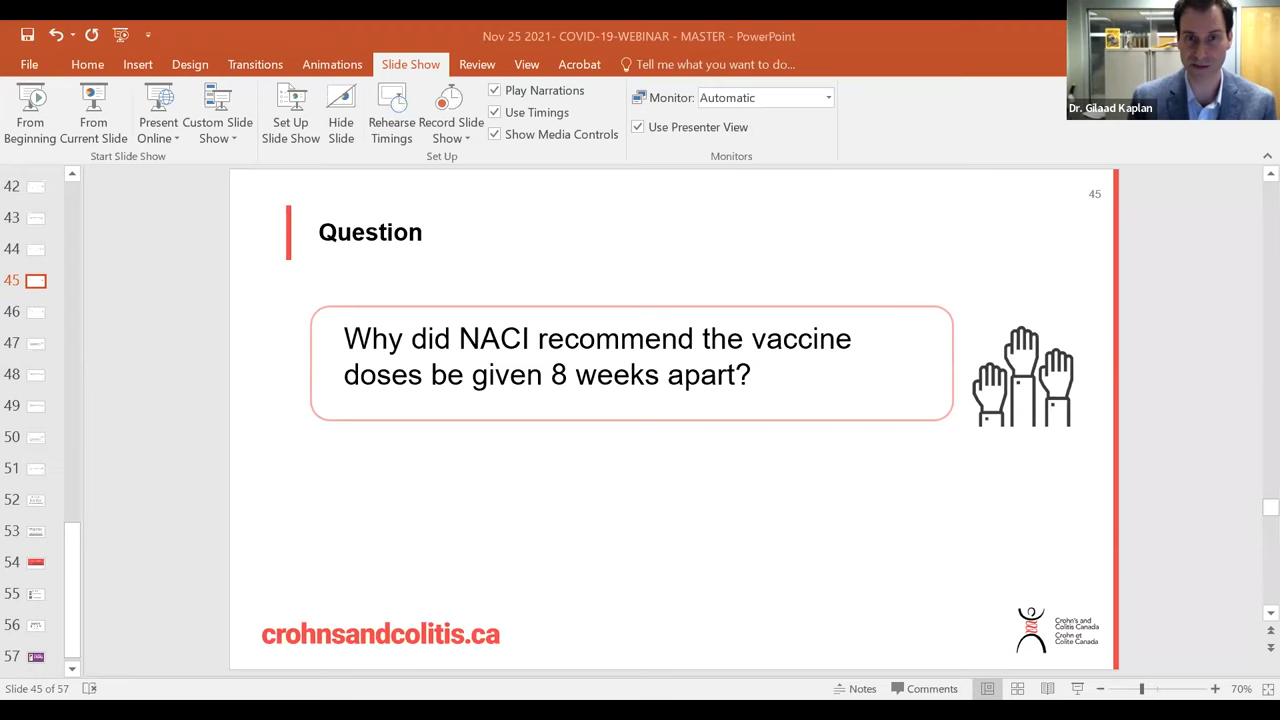 Nov 25 2021- COVID-19-WEBINAR - MASTER - PowerPoint
File Home Insert Design Transitions Animations Slide Show Review View Acrobat Tell me what you want to do...
Dr. Gilaad Kaplan
From Beginning
From Current Slide
Present Online
Custom Slide Show
Start Slide Show
Set Up Slide Show
Hide Slide
Rehearse Timings
Record Slide Show
Play Narrations
Use Timings
Show Media Controls
Set Up
Monitor: Automatic
Use Presenter View
Monitors
42
43
44
45
46
47
48
49
50
51
52
53
54
55
56
57
45
Question
Why did NACI recommend the vaccine
doses be given 8 weeks apart?
crohnsandcolitis.ca
Crohn's and
Colitis Canada
Crohn et
Colite Canada
Slide 45 of 57
Notes
Comments
70%